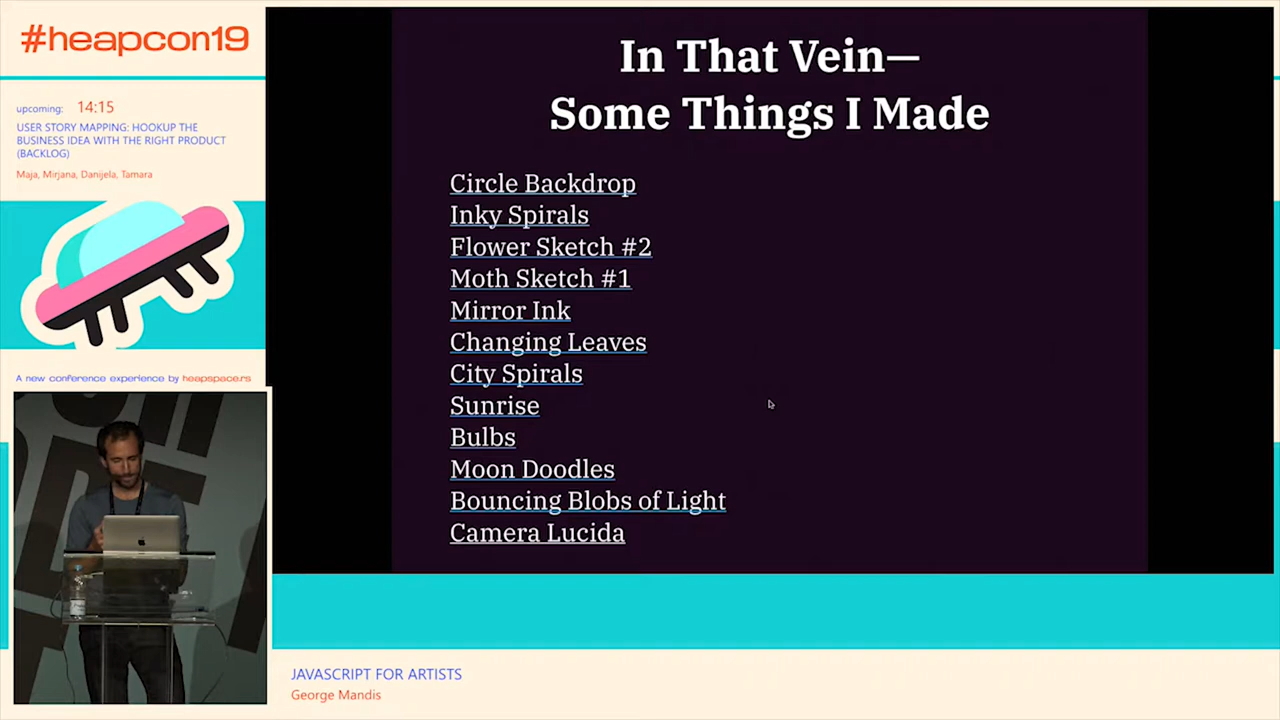 #heapcon19
upcoming: 14:15
USER STORY MAPPING: HOOKUP THE
BUSINESS IDEA WITH THE RIGHT PRODUCT
(BACKLOG)
Maja, Mirjana, Danijela, Tamara
A new conference experience by heapspace.rs
In That Vein—
Some Things I Made
Circle Backdrop
Inky Spirals
Flower Sketch #2
Moth Sketch #1
Mirror Ink
Changing Leaves
City Spirals
Sunrise
Bulbs
Moon Doodles
Bouncing Blobs of Light
Camera Lucida
JAVASCRIPT FOR ARTISTS
George Mandis